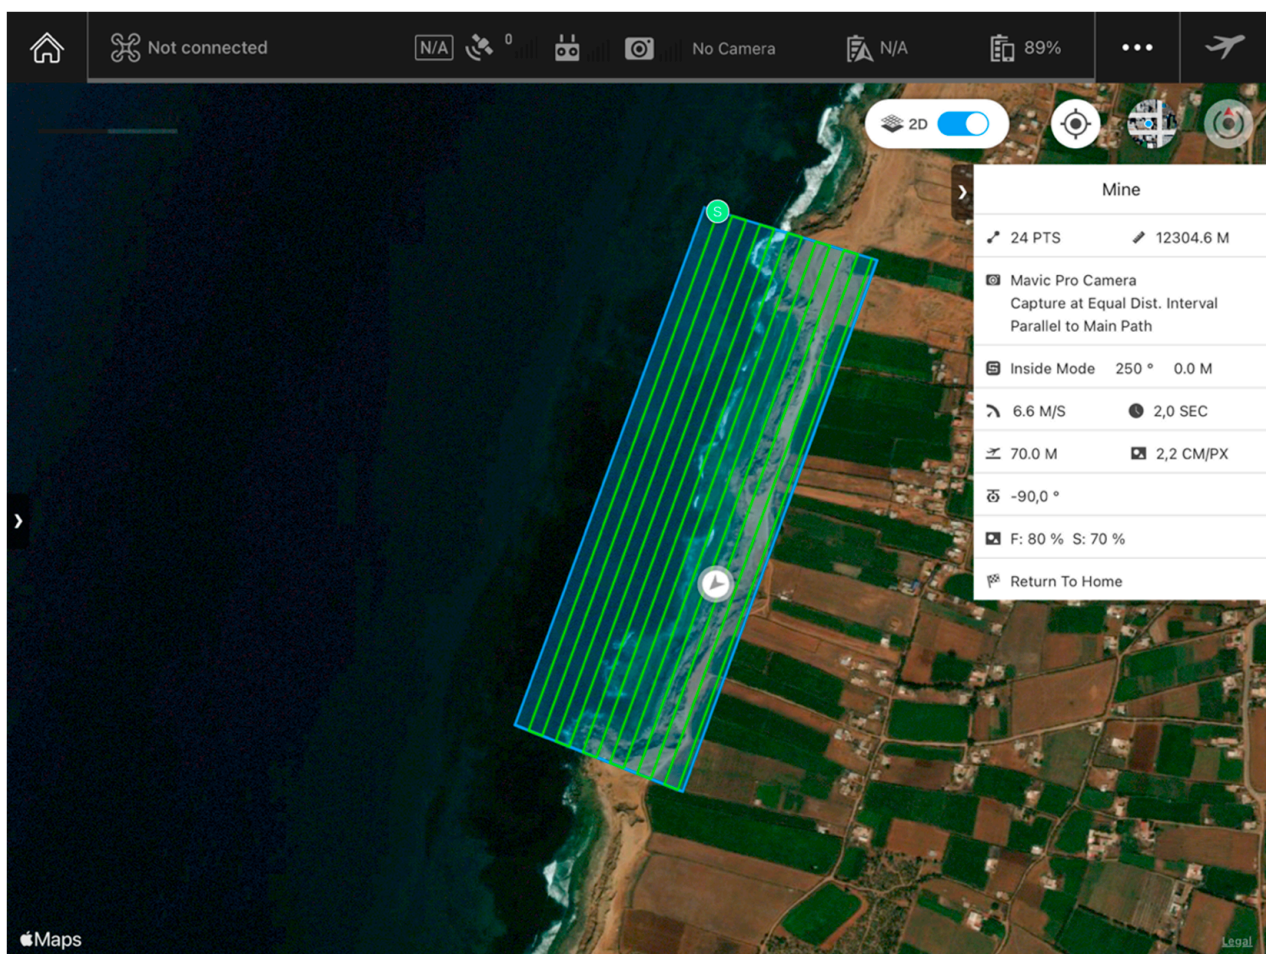 Not connected
N/A
0
No Camera
N/A
89%
2D
S
Mine
24 PTS 12304.6 M
Mavic Pro Camera
Capture at Equal Dist. Interval
Parallel to Main Path
Inside Mode 250 ° 0.0 M
6.6 M/S 2,0 SEC
70.0 M 2,2 CM/PX
-90,0 °
F: 80 % S: 70 %
Return To Home
Maps
Legal